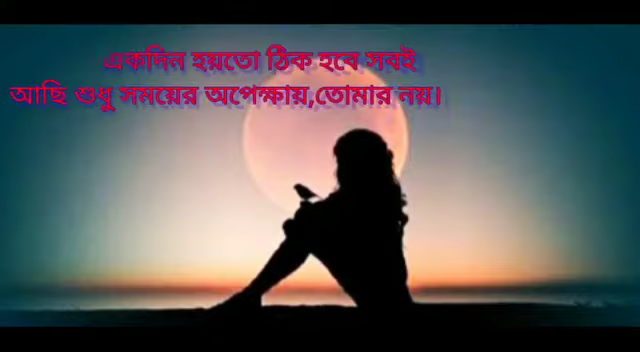 একদিন হয়তো ঠিক হবে সবই
আছি শুধু সময়ের অপেক্ষায়,তোমার নয়।